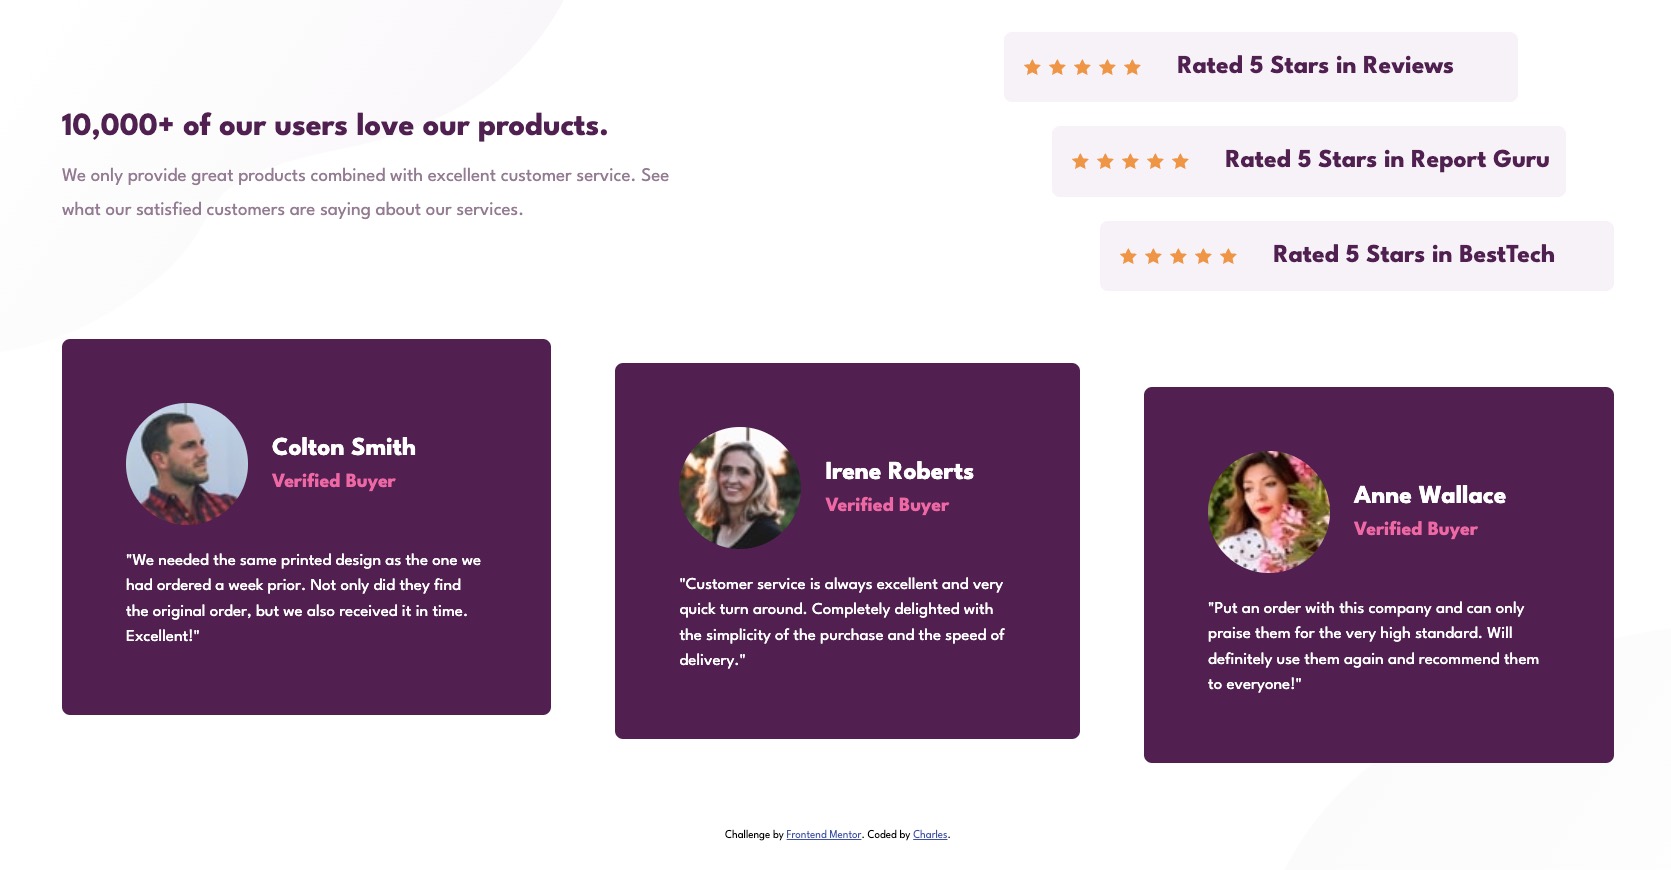 10,000+ of our users love our products.
We only provide great products combined with excellent customer service. See
what our satisfied customers are saying about our services.
Rated 5 Stars in Reviews
Rated 5 Stars in Report Guru
Rated 5 Stars in BestTech
Colton Smith
Verified Buyer
"We needed the same printed design as the one we
had ordered a week prior. Not only did they find
the original order, but we also received it in time.
Excellent!"
Irene Roberts
Verified Buyer
"Customer service is always excellent and very
quick turn around. Completely delighted with
the simplicity of the purchase and the speed of
delivery."
Anne Wallace
Verified Buyer
"Put an order with this company and can only
praise them for the very high standard. Will
definitely use them again and recommend them
to everyone!"
Challenge by Frontend Mentor. Coded by Charles.